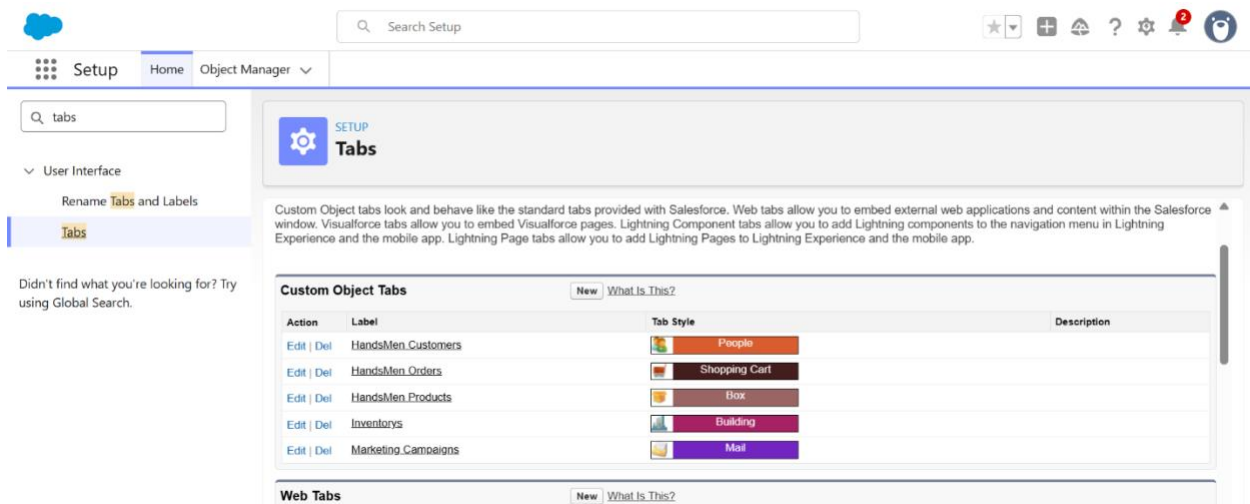 Search Setup
2
Setup
Home
Object Manager
tabs
User Interface
Rename Tabs and Labels
Tabs
Didn't find what you're looking for? Try
using Global Search.
SETUP
Tabs
Custom Object tabs look and behave like the standard tabs provided with Salesforce. Web tabs allow you to embed external web applications and content within the Salesforce
window. Visualforce tabs allow you to embed Visualforce pages. Lightning Component tabs allow you to add Lightning components to the navigation menu in Lightning
Experience and the mobile app. Lightning Page tabs allow you to add Lightning Pages to Lightning Experience and the mobile app.
Custom Object Tabs New What Is This?
Action Label Tab Style Description
Edit | Del HandsMen Customers People
Edit | Del HandsMen Orders Shopping Cart
Edit | Del HandsMen Products Box
Edit | Del Inventorys Building
Edit | Del Marketing Campaigns Mail
Web Tabs New What Is This?